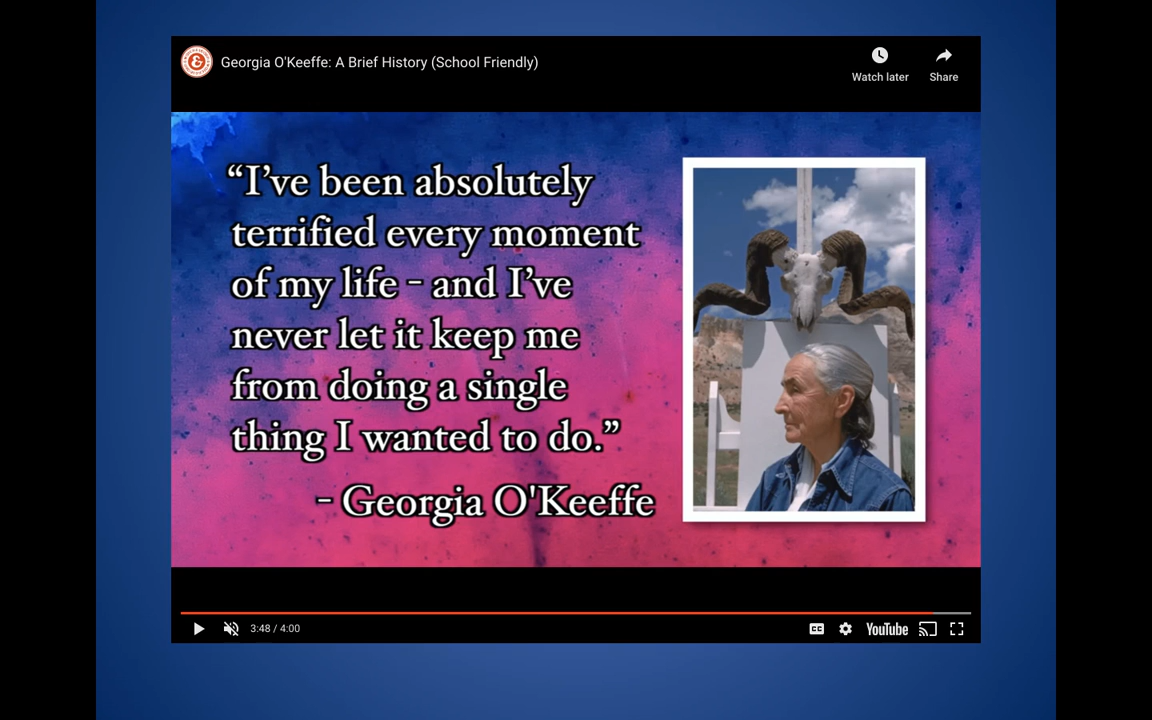 Georgia O'Keeffe: A Brief History (School Friendly)
Watch later
Share
“I’ve been absolutely
terrified every moment
of my life - and I’ve
never let it keep me
from doing a single
thing I wanted to do.”
- Georgia O'Keeffe
3:48 / 4:00
CC
YouTube